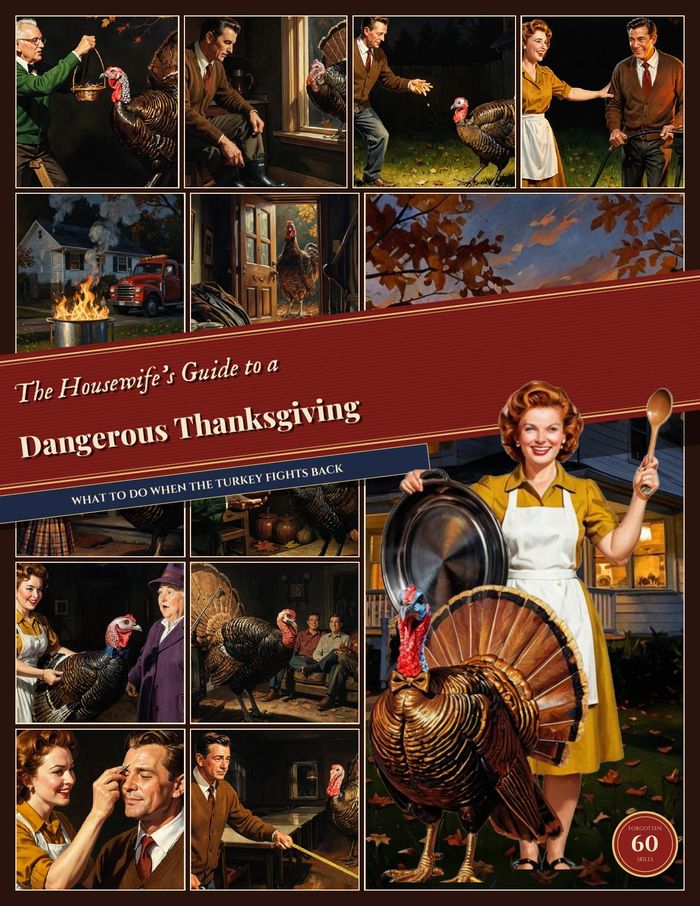 The Housewife's Guide to a
Dangerous Thanksgiving
WHAT TO DO WHEN THE TURKEY FIGHTS BACK
FORGOTTEN
60
SKILLS